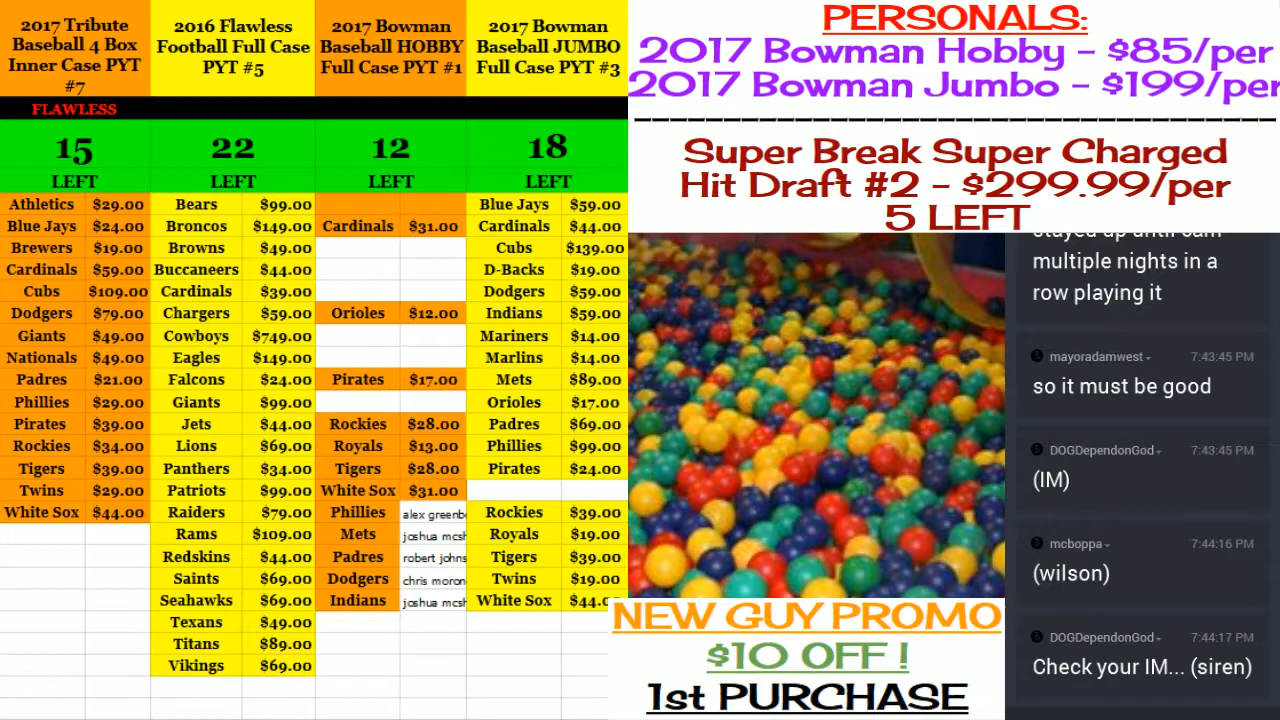 2017 Tribute
Baseball 4 Box
Inner Case PYT
#7
2016 Flawless
Football Full Case
PYT #5
2017 Bowman
Baseball HOBBY
Full Case PYT #1
2017 Bowman
Baseball JUMBO
Full Case PYT #3
FLAWLESS
15 22 12 18
LEFT LEFT LEFT LEFT
Athletics $29.00 Bears $99.00 Blue Jays $59.00
Blue Jays $24.00 Broncos $149.00 Cardinals $31.00 Cardinals $44.00
Brewers $19.00 Browns $49.00 Cubs $139.00
Cardinals $59.00 Buccaneers $44.00 D-Backs $19.00
Cubs $109.00 Cardinals $39.00 Dodgers $59.00
Dodgers $79.00 Chargers $59.00 Orioles $12.00 Indians $59.00
Giants $49.00 Cowboys $749.00 Mariners $14.00
Nationals $49.00 Eagles $149.00 Marlins $14.00
Padres $21.00 Falcons $24.00 Pirates $17.00 Mets $89.00
Phillies $29.00 Giants $99.00 Orioles $17.00
Pirates $39.00 Jets $44.00 Rockies $28.00 Padres $69.00
Rockies $34.00 Lions $69.00 Royals $13.00 Phillies $99.00
Tigers $39.00 Panthers $34.00 Tigers $28.00 Pirates $24.00
Twins $29.00 Patriots $99.00 White Sox $31.00
White Sox $44.00 Raiders $79.00 Phillies alex greenb Rockies $39.00
Rams $109.00 Mets joshua mcsh Royals $19.00
Redskins $44.00 Padres robert johns Tigers $39.00
Saints $69.00 Dodgers chris moron Twins $19.00
Seahawks $69.00 Indians joshua mcsh White Sox $44.0
Texans $49.00
Titans $89.00
Vikings $69.00
PERSONALS:
2017 Bowman Hobby - $85/per
2017 Bowman Jumbo - $199/per
Super Break Super Charged
Hit Draft #2 - $299.99/per
5 LEFT
multiple nights in a
row playing it
mayoradamwest 7:43:45 PM
so it must be good
DOGDependonGod 7:43:45 PM
(IM)
mcboppa 7:44:16 PM
(wilson)
DOGDependonGod 7:44:17 PM
Check your IM... (siren)
NEW GUY PROMO
$10 OFF !
1st PURCHASE